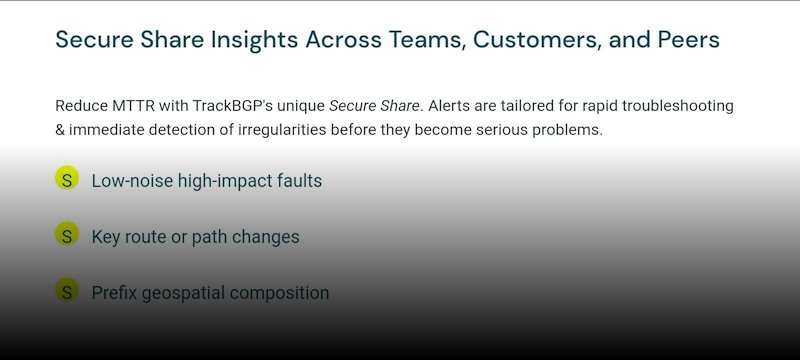 Secure Share Insights Across Teams, Customers, and Peers
Reduce MTTR with TrackBGP's unique Secure Share. Alerts are tailored for rapid troubleshooting
& immediate detection of irregularities before they become serious problems.
S Low-noise high-impact faults
S Key route or path changes
S Prefix geospatial composition